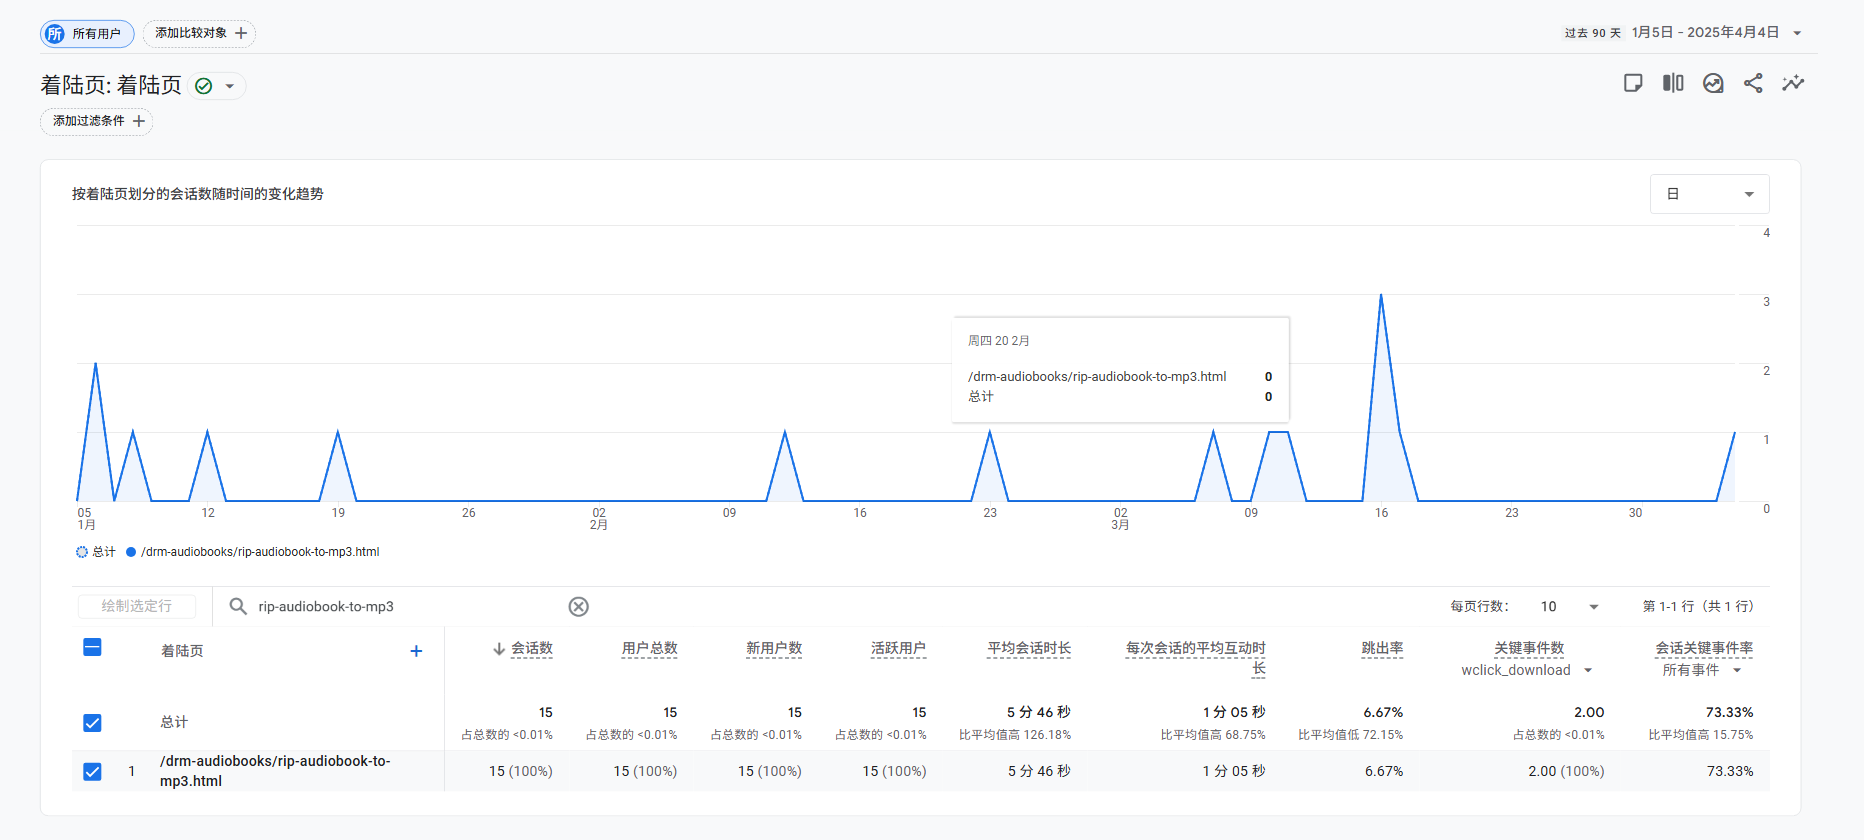 所 所有用户 添加比较对象 +
过去 90 天 1月5日 - 2025年4月4日
着陆页: 着陆页
添加过滤条件 +
按着陆页划分的会话数随时间的变化趋势
日
4
3
周四 20 2月
/drm-audiobooks/rip-audiobook-to-mp3.html 0
总计 0
2
1
0
05 12 19 26 02 09 16 23 02 09 16 23 30
1月 2月 3月
总计 /drm-audiobooks/rip-audiobook-to-mp3.html
绘制选定行 rip-audiobook-to-mp3 每页行数： 10 第 1-1 行（共 1 行）
着陆页 + ↓ 会话数 用户总数 新用户数 活跃用户 平均会话时长 每次会话的平均互动时长 跳出率 关键事件数 会话关键事件率
wclick_download 所有事件
总计 15 15 15 15 5 分 46 秒 1 分 05 秒 6.67% 2.00 73.33%
占总数的 <0.01% 占总数的 <0.01% 占总数的 <0.01% 占总数的 <0.01% 比平均值高 126.18% 比平均值高 68.75% 比平均值低 72.15% 占总数的 <0.01% 比平均值高 15.75%
1 /drm-audiobooks/rip-audiobook-to-
mp3.html 15 (100%) 15 (100%) 15 (100%) 15 (100%) 5 分 46 秒 1 分 05 秒 6.67% 2.00 (100%) 73.33%